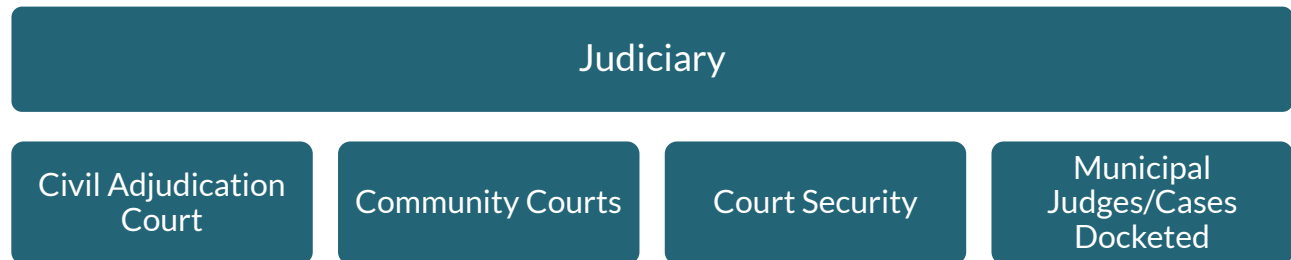 Judiciary
Civil Adjudication
Court
Community Courts
Court Security
Municipal
Judges/Cases
Docketed